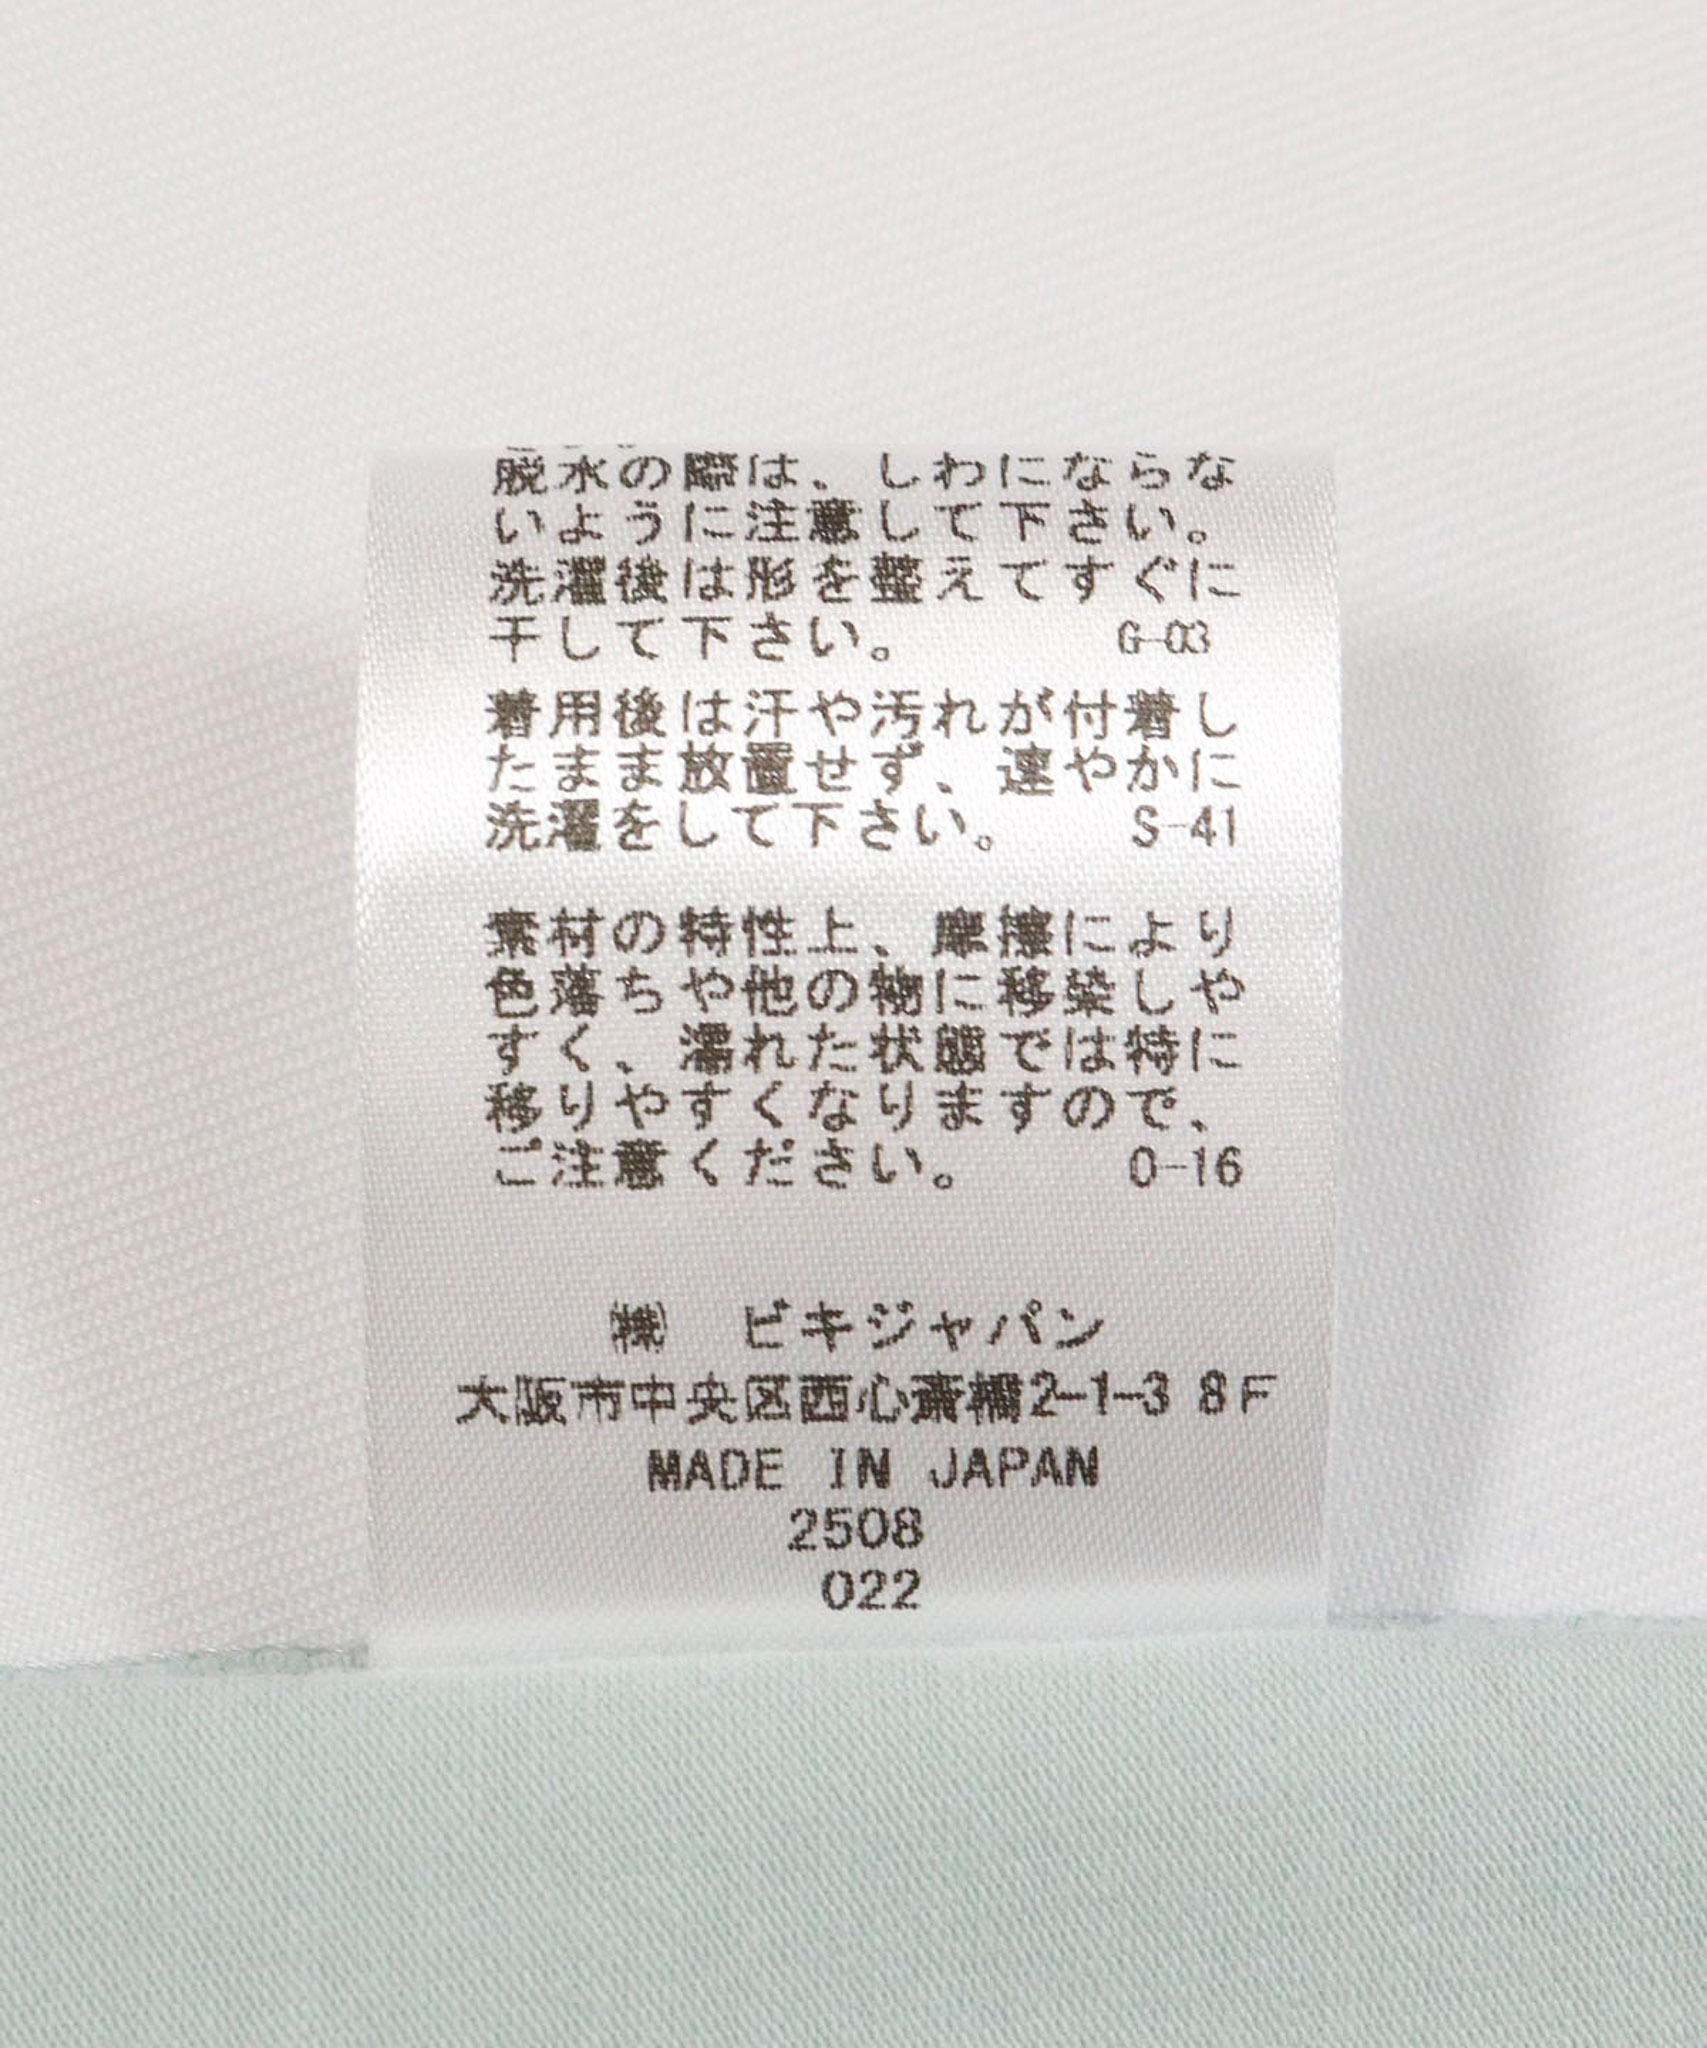 脱水の際は、しわにならな
いように注意して下さい。
洗濯後は形を整えてすぐに
干して下さい。 G-03
着用後は汗や汚れが付着し
たまま放置せず、速やかに
洗濯をして下さい。 S-41
素材の特性上、摩擦により
色落ちや他の物に移染しや
すく、濡れた状態では特に
移りやすくなりますので、
ご注意ください。 O-16
㈱ ビキジャパン
大阪市中央区西心斎橋2-1-3 8F
MADE IN JAPAN
2508
022